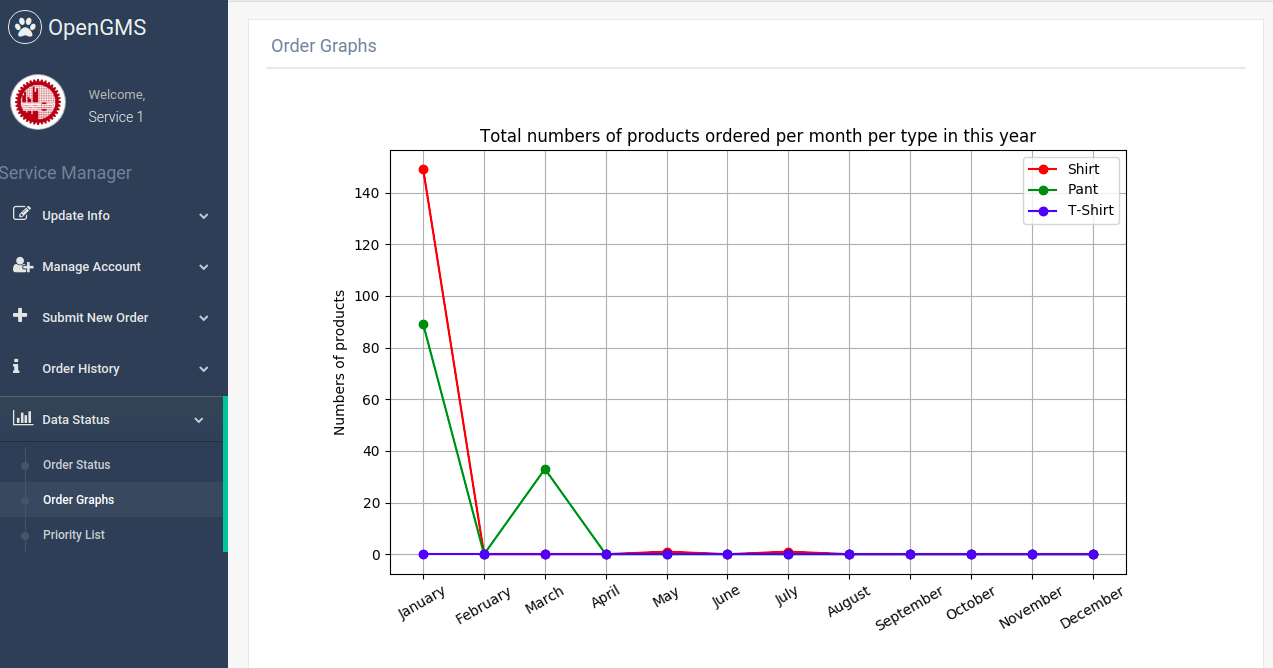 OpenGMS
Welcome,
Service 1
Service Manager
Update Info
Manage Account
Submit New Order
Order History
Data Status
Order Status
Order Graphs
Priority List
Order Graphs
Total numbers of products ordered per month per type in this year
Shirt
Pant
T-Shirt
Numbers of products
140
120
100
80
60
40
20
0
January
February
March
April
May
June
July
August
September
October
November
December